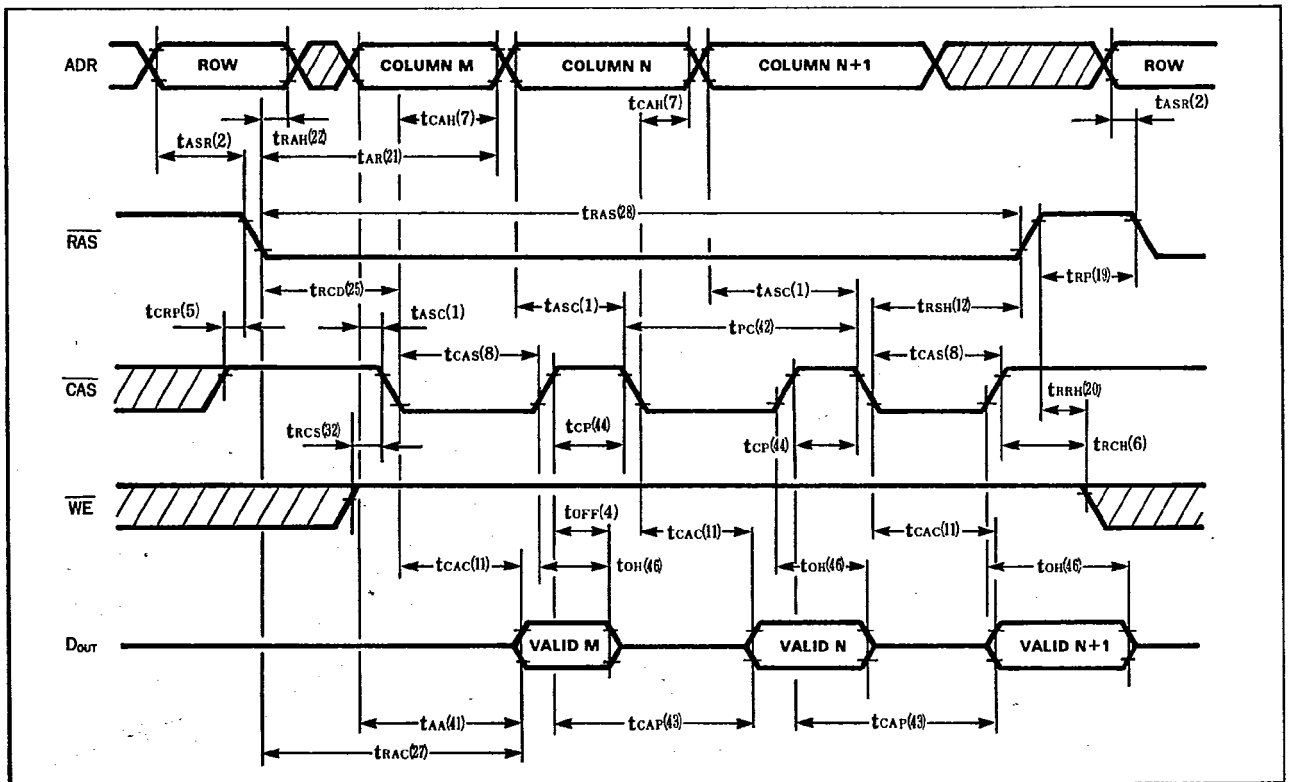 ADR ROW COLUMN M COLUMN N COLUMN N+1 ROW
tCAH(7) tCAH(7) tASR(2)
tASR(2) tRAH(22)
tAR(21)
RAS tRAS(28)
tRCD(25) tASC(1) tASC(1) tRP(19)
tCRP(5) tASC(1) tPC(42) tRSH(12)
CAS tCAS(8) tCAS(8)
tRRH(20)
tRCS(32) tCP(44) tCP(44) tRCH(6)
WE
tOFF(4) tCAC(11) tCAC(11)
tCAC(11) tOH(46) tOH(46) tOH(46)
DOUT VALID M VALID N VALID N+1
tAA(41) tCAP(43) tCAP(43)
tRAC(27)